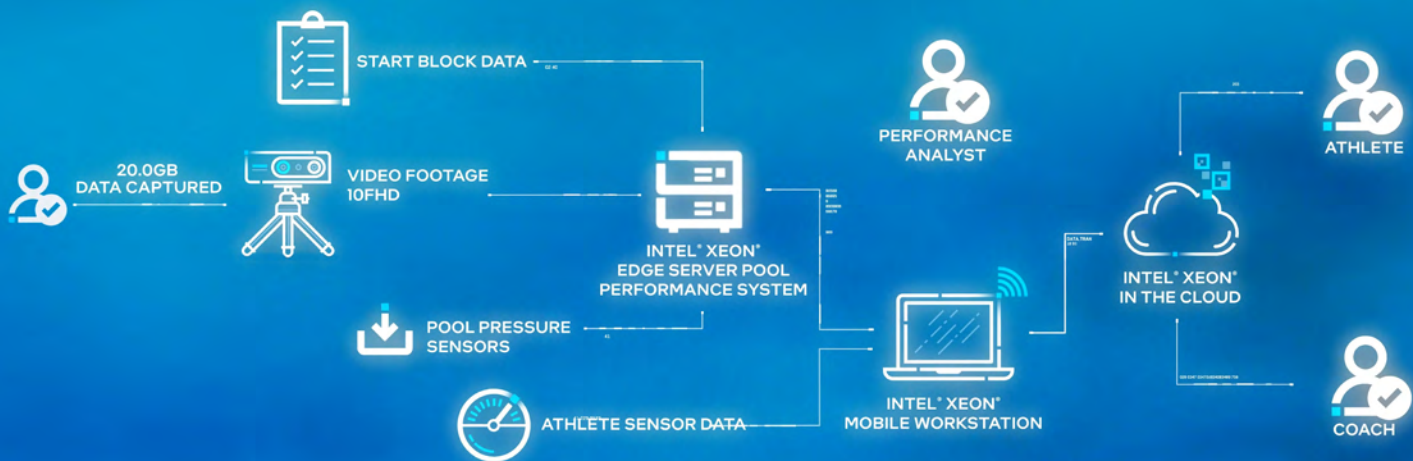 START BLOCK DATA
20.0GB
DATA CAPTURED
VIDEO FOOTAGE
10FHD
INTEL® XEON®
EDGE SERVER POOL
PERFORMANCE SYSTEM
POOL PRESSURE
SENSORS
ATHLETE SENSOR DATA
PERFORMANCE
ANALYST
INTEL® XEON®
MOBILE WORKSTATION
INTEL® XEON®
IN THE CLOUD
ATHLETE
COACH